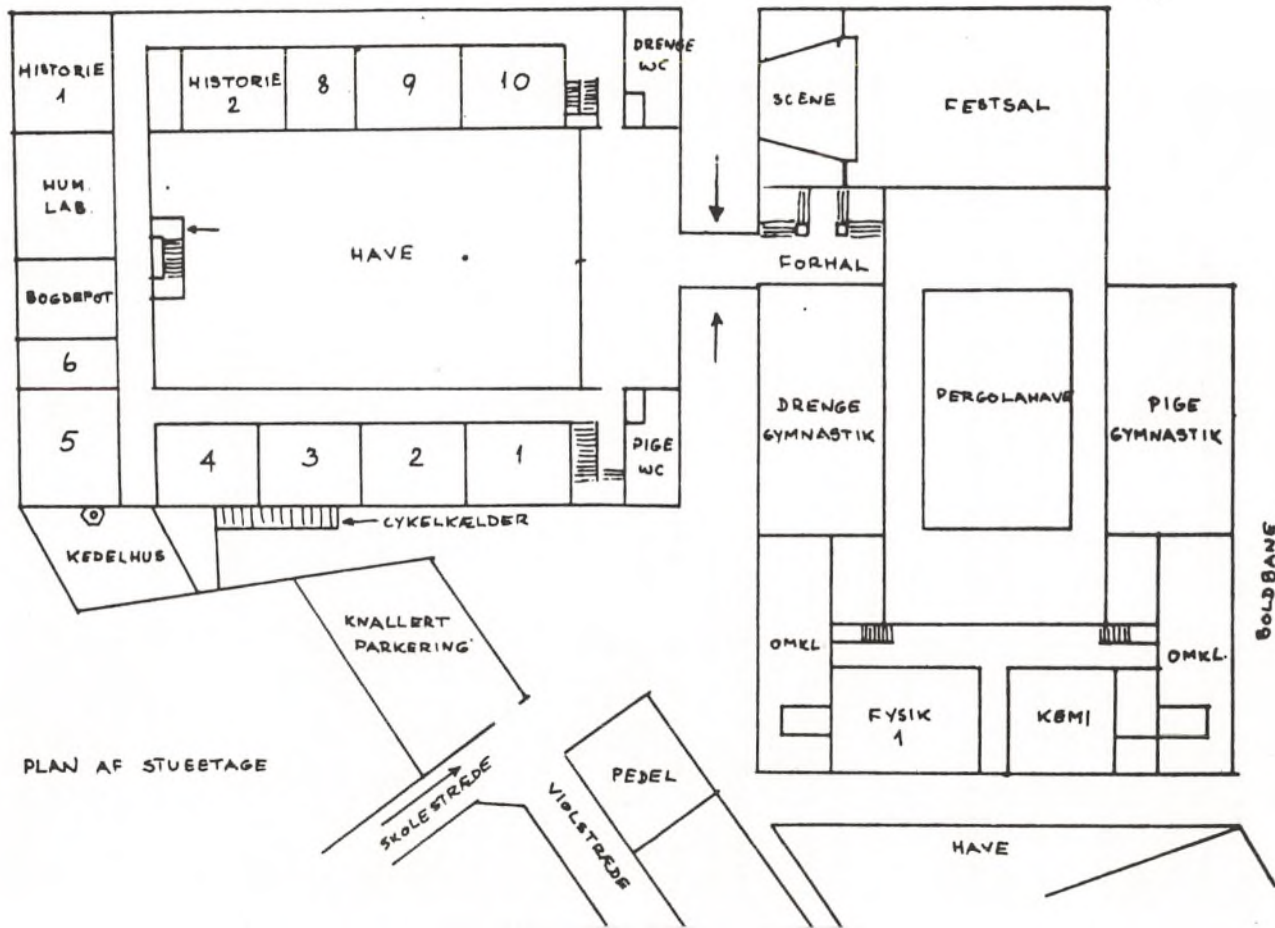 HISTORIE
1
HISTORIE
2
8
9
10
DRENGE
WC
SCENE
FESTSAL
HUM.
LAB.
HAVE
FORHAL
BOGDEPOT
6
5
4
3
2
1
PIGE
WC
DRENGE
GYMNASTIK
PERGOLAHAVE
PIGE
GYMNASTIK
CYKELKÆLDER
KEDELHUS
KNALLERT
PARKERING
OMKL
OMKL.
BOLDBANE
FYSIK
1
KEMI
PLAN AF STUEETAGE
SKOLESTRÆDE
VIOLSTRÆDE
PEDEL
HAVE